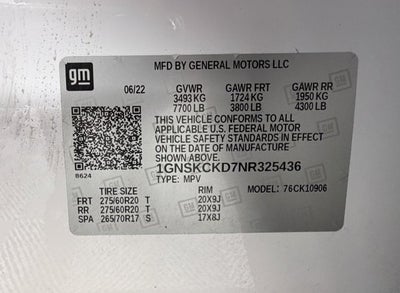 gm
MFD BY GENERAL MOTORS LLC
06/22 GVWR GAWR FRT GAWR RR
3493 KG 1724 KG 1950 KG
7700 LB 3800 LB 4300 LB
THIS VEHICLE CONFORMS TO ALL
APPLICABLE U.S. FEDERAL MOTOR
VEHICLE SAFETY STANDARDS IN EFFECT
ON THE DATE OF MANUFACTURE
SHOWN ABOVE.
1GNSKCKD7NR325436
8624 TYPE: MPV MODEL: 76CK10906
TIRE SIZE RIM
FRT 275/60R20 T 20X9J
RR 275/60R20 T 20X9J
SPA 265/70R17 S 17X8J